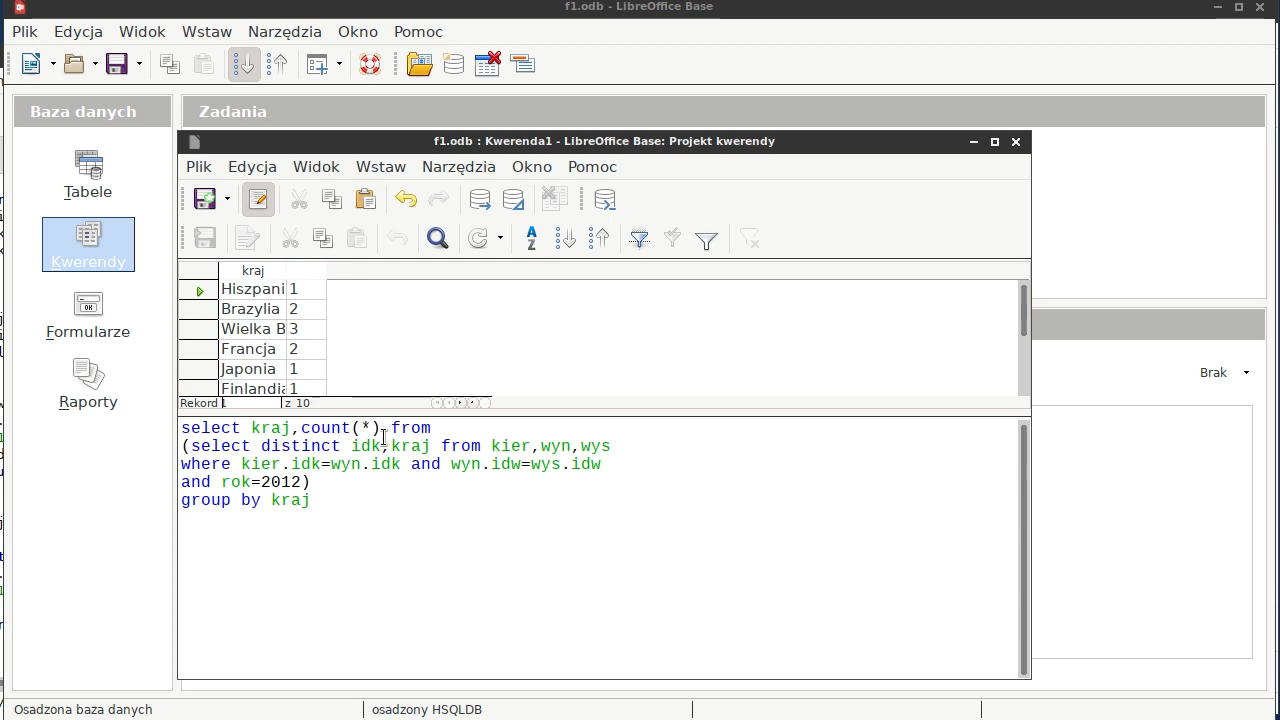 f1.odb - LibreOffice Base
Plik Edycja Widok Wstaw Narzędzia Okno Pomoc
Baza danych
Zadania
Tabele
Kwerendy
Formularze
Raporty
f1.odb : Kwerenda1 - LibreOffice Base: Projekt kwerendy
Plik Edycja Widok Wstaw Narzędzia Okno Pomoc
kraj
Hiszpani 1
Brazylia 2
Wielka B 3
Francja 2
Japonia 1
Finlandia 1
Rekord 1 z 10
select kraj,count(*) from
(select distinct idk,kraj from kier,wyn,wys
where kier.idk=wyn.idk and wyn.idw=wys.idw
and rok=2012)
group by kraj
Brak
Osadzona baza danych
osadzony HSQLDB